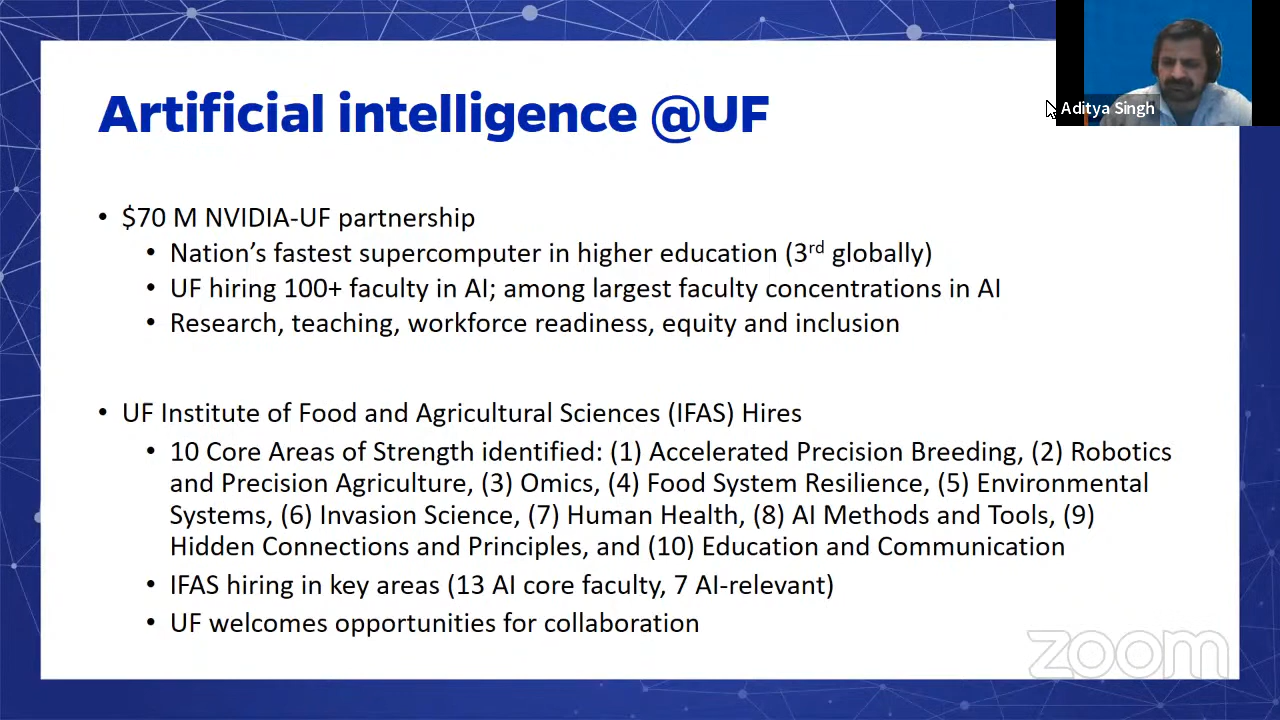 Artificial intelligence @UF
Aditya Singh
• $70 M NVIDIA-UF partnership
• Nation’s fastest supercomputer in higher education (3rd globally)
• UF hiring 100+ faculty in AI; among largest faculty concentrations in AI
• Research, teaching, workforce readiness, equity and inclusion
• UF Institute of Food and Agricultural Sciences (IFAS) Hires
• 10 Core Areas of Strength identified: (1) Accelerated Precision Breeding, (2) Robotics
and Precision Agriculture, (3) Omics, (4) Food System Resilience, (5) Environmental
Systems, (6) Invasion Science, (7) Human Health, (8) AI Methods and Tools, (9)
Hidden Connections and Principles, and (10) Education and Communication
• IFAS hiring in key areas (13 AI core faculty, 7 AI-relevant)
• UF welcomes opportunities for collaboration
zoom